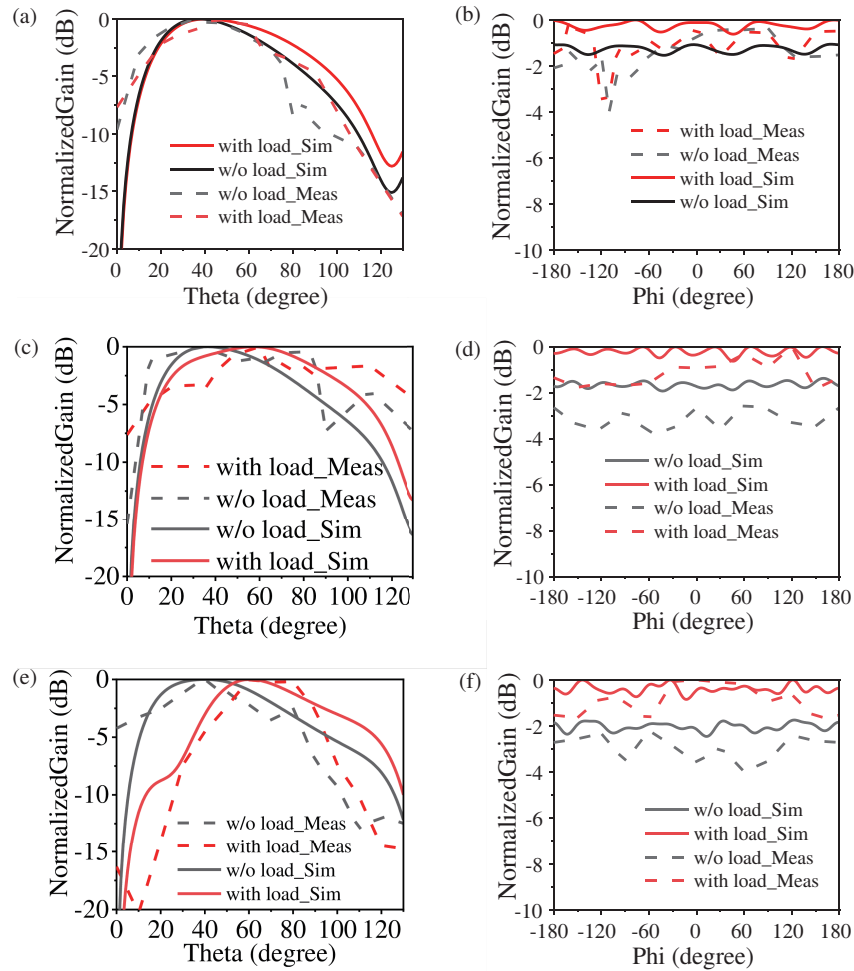 (a)
NormalizedGain (dB)
0
-5
-10
-15
-20
with load_Sim
w/o load_Sim
w/o load_Meas
with load_Meas
0 20 40 60 80 100 120
Theta (degree)
(b)
NormalizedGain (dB)
0
-2
-4
-6
-8
-10
with load_Meas
w/o load_Meas
with load_Sim
w/o load_Sim
-180 -120 -60 0 60 120 180
Phi (degree)
(c)
NormalizedGain (dB)
0
-5
-10
-15
-20
with load_Meas
w/o load_Meas
w/o load_Sim
with load_Sim
0 20 40 60 80 100 120
Theta (degree)
(d)
NormalizedGain (dB)
0
-2
-4
-6
-8
-10
w/o load_Sim
with load_Sim
w/o load_Meas
with load_Meas
-180 -120 -60 0 60 120 180
Phi (degree)
(e)
NormalizedGain (dB)
0
-5
-10
-15
-20
w/o load_Meas
with load_Meas
w/o load_Sim
with load_Sim
0 20 40 60 80 100 120
Theta (degree)
(f)
NormalizedGain (dB)
0
-2
-4
-6
-8
-10
w/o load_Sim
with load_Sim
w/o load_Meas
with load_Meas
-180 -120 -60 0 60 120 180
Phi (degree)